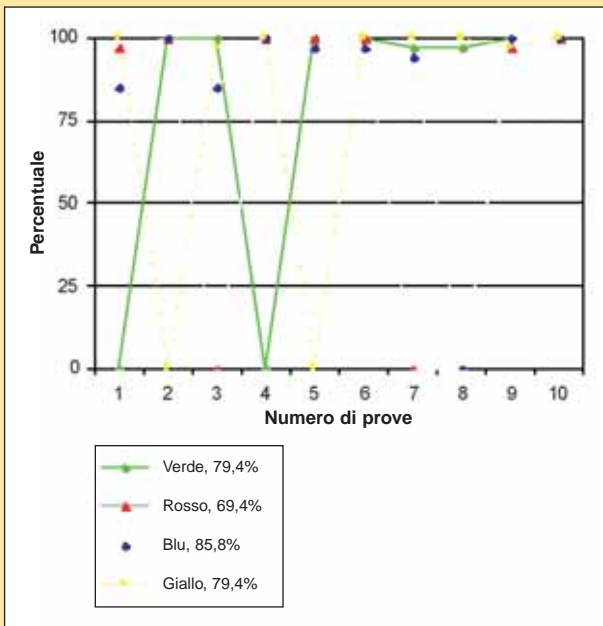 100
75
50
25
0
Percentuale
1 2 3 4 5 6 7 8 9 10
Numero di prove
Verde, 79,4%
Rosso, 69,4%
Blu, 85,8%
Giallo, 79,4%